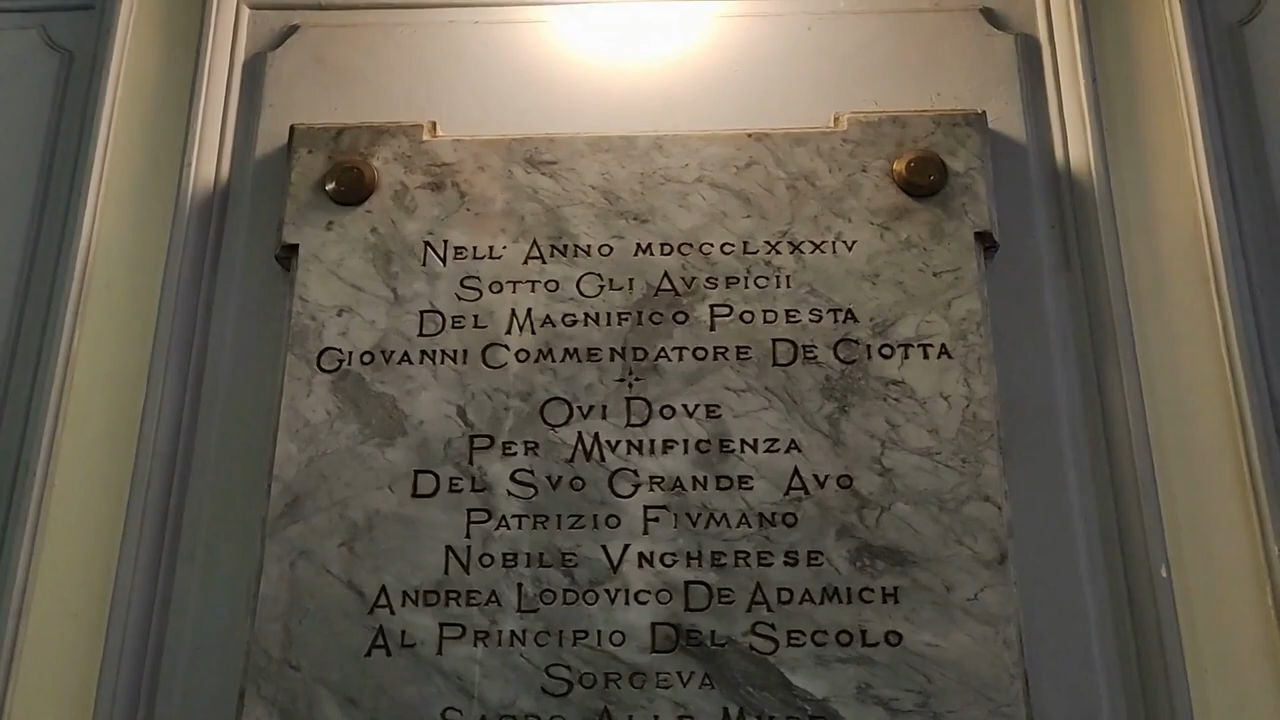 Nell' Anno MDCCCLXXXIV
Sotto Gli Avspicii
Del Magnifico Podestà
Giovanni Commendatore De Ciotta
Qvi Dove
Per Mvnificenza
Del Svo Grande Avo
Patrizio Fivmano
Nobile Vngherese
Andrea Lodovico De Adamich
Al Principio Del Secolo
Sorgeva